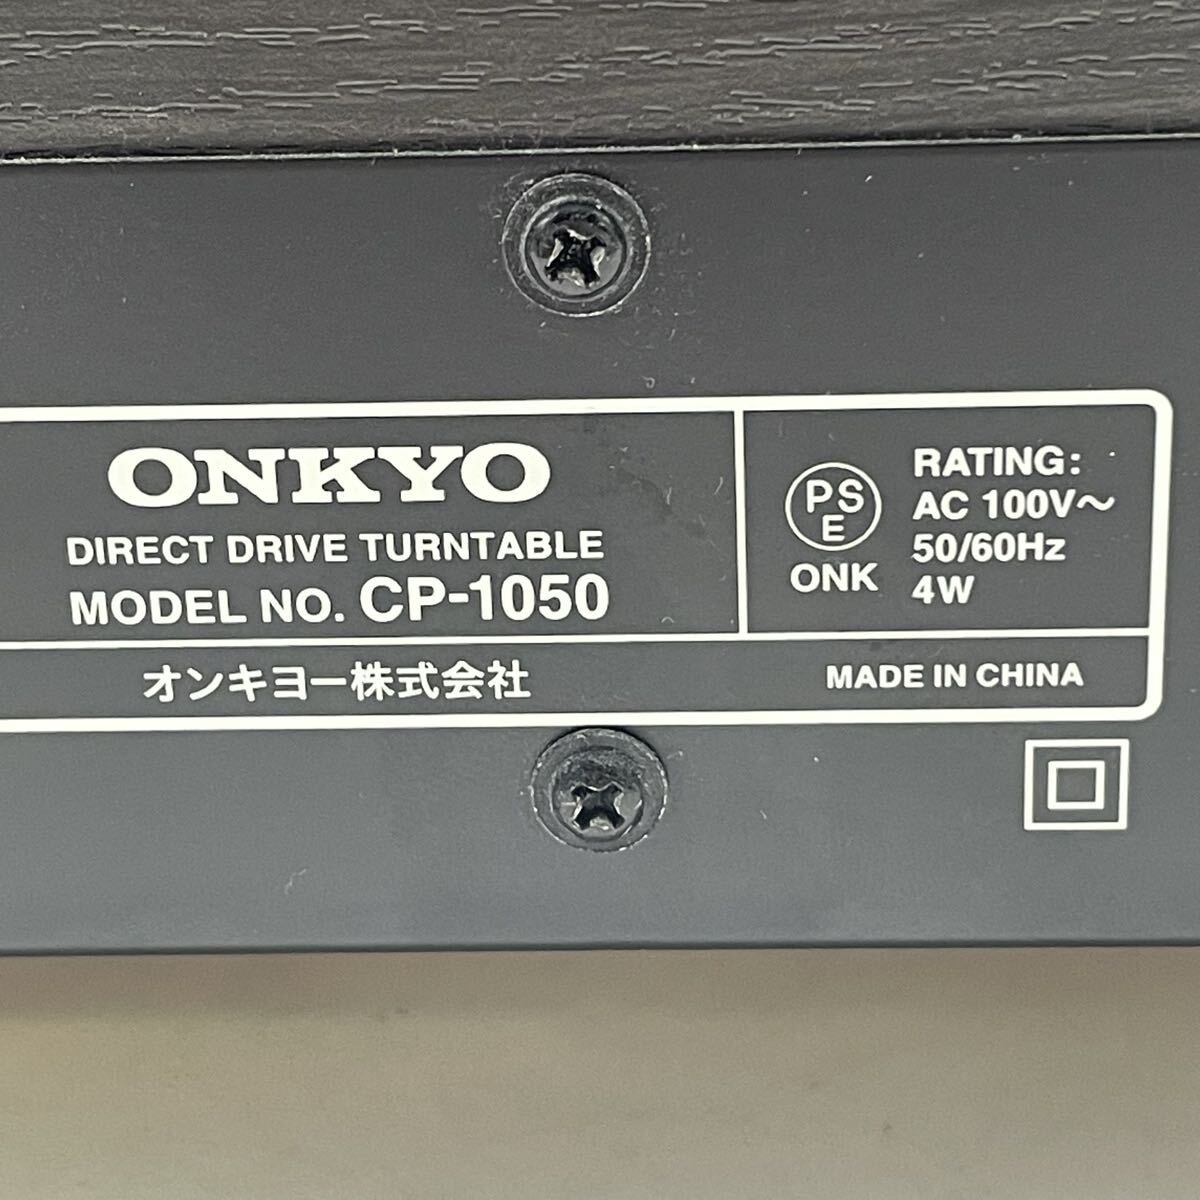 ONKYO
DIRECT DRIVE TURNTABLE
MODEL NO. CP-1050
PSE
ONK
RATING:
AC 100V～
50/60Hz
4W
オンキヨー株式会社
MADE IN CHINA